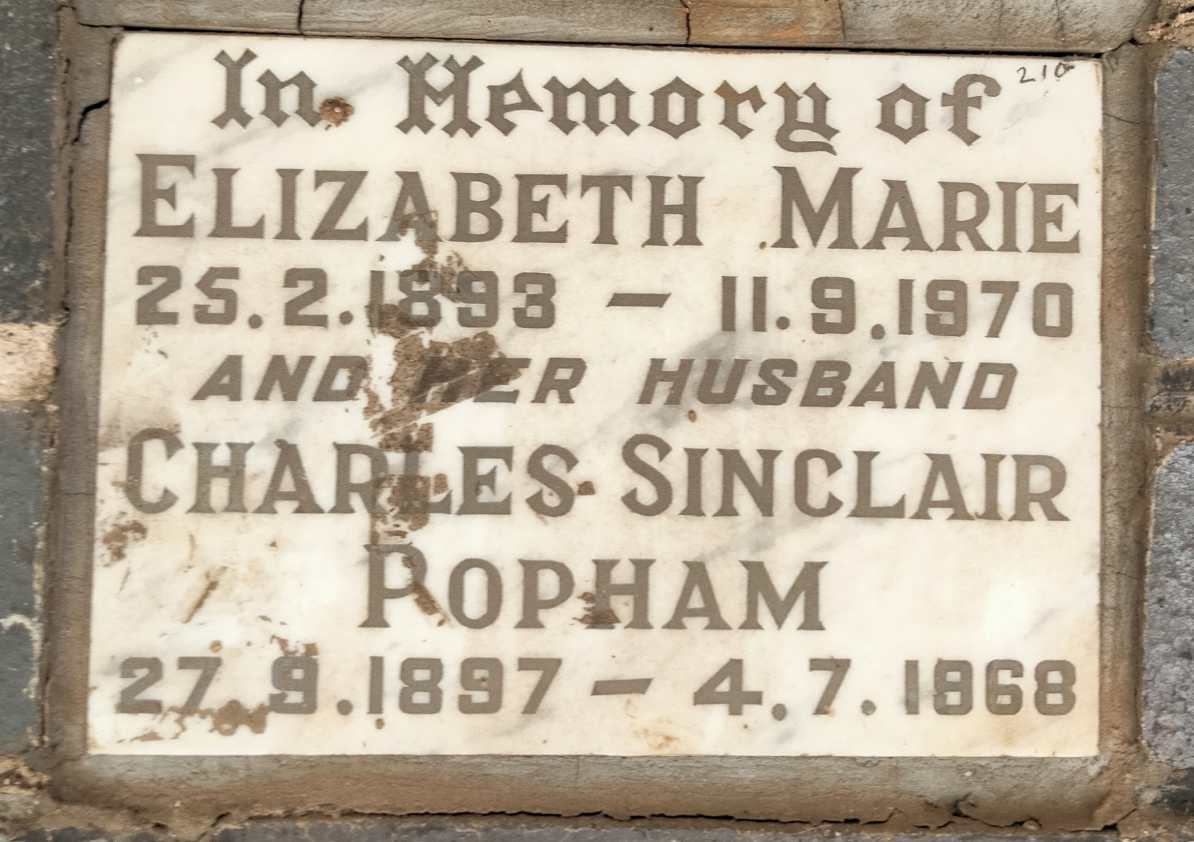 In Memory of 210
ELIZABETH MARIE
25.2.1893 – 11.9.1970
AND HER HUSBAND
CHARLES SINCLAIR
POPHAM
27.9.1897 – 4.7.1968